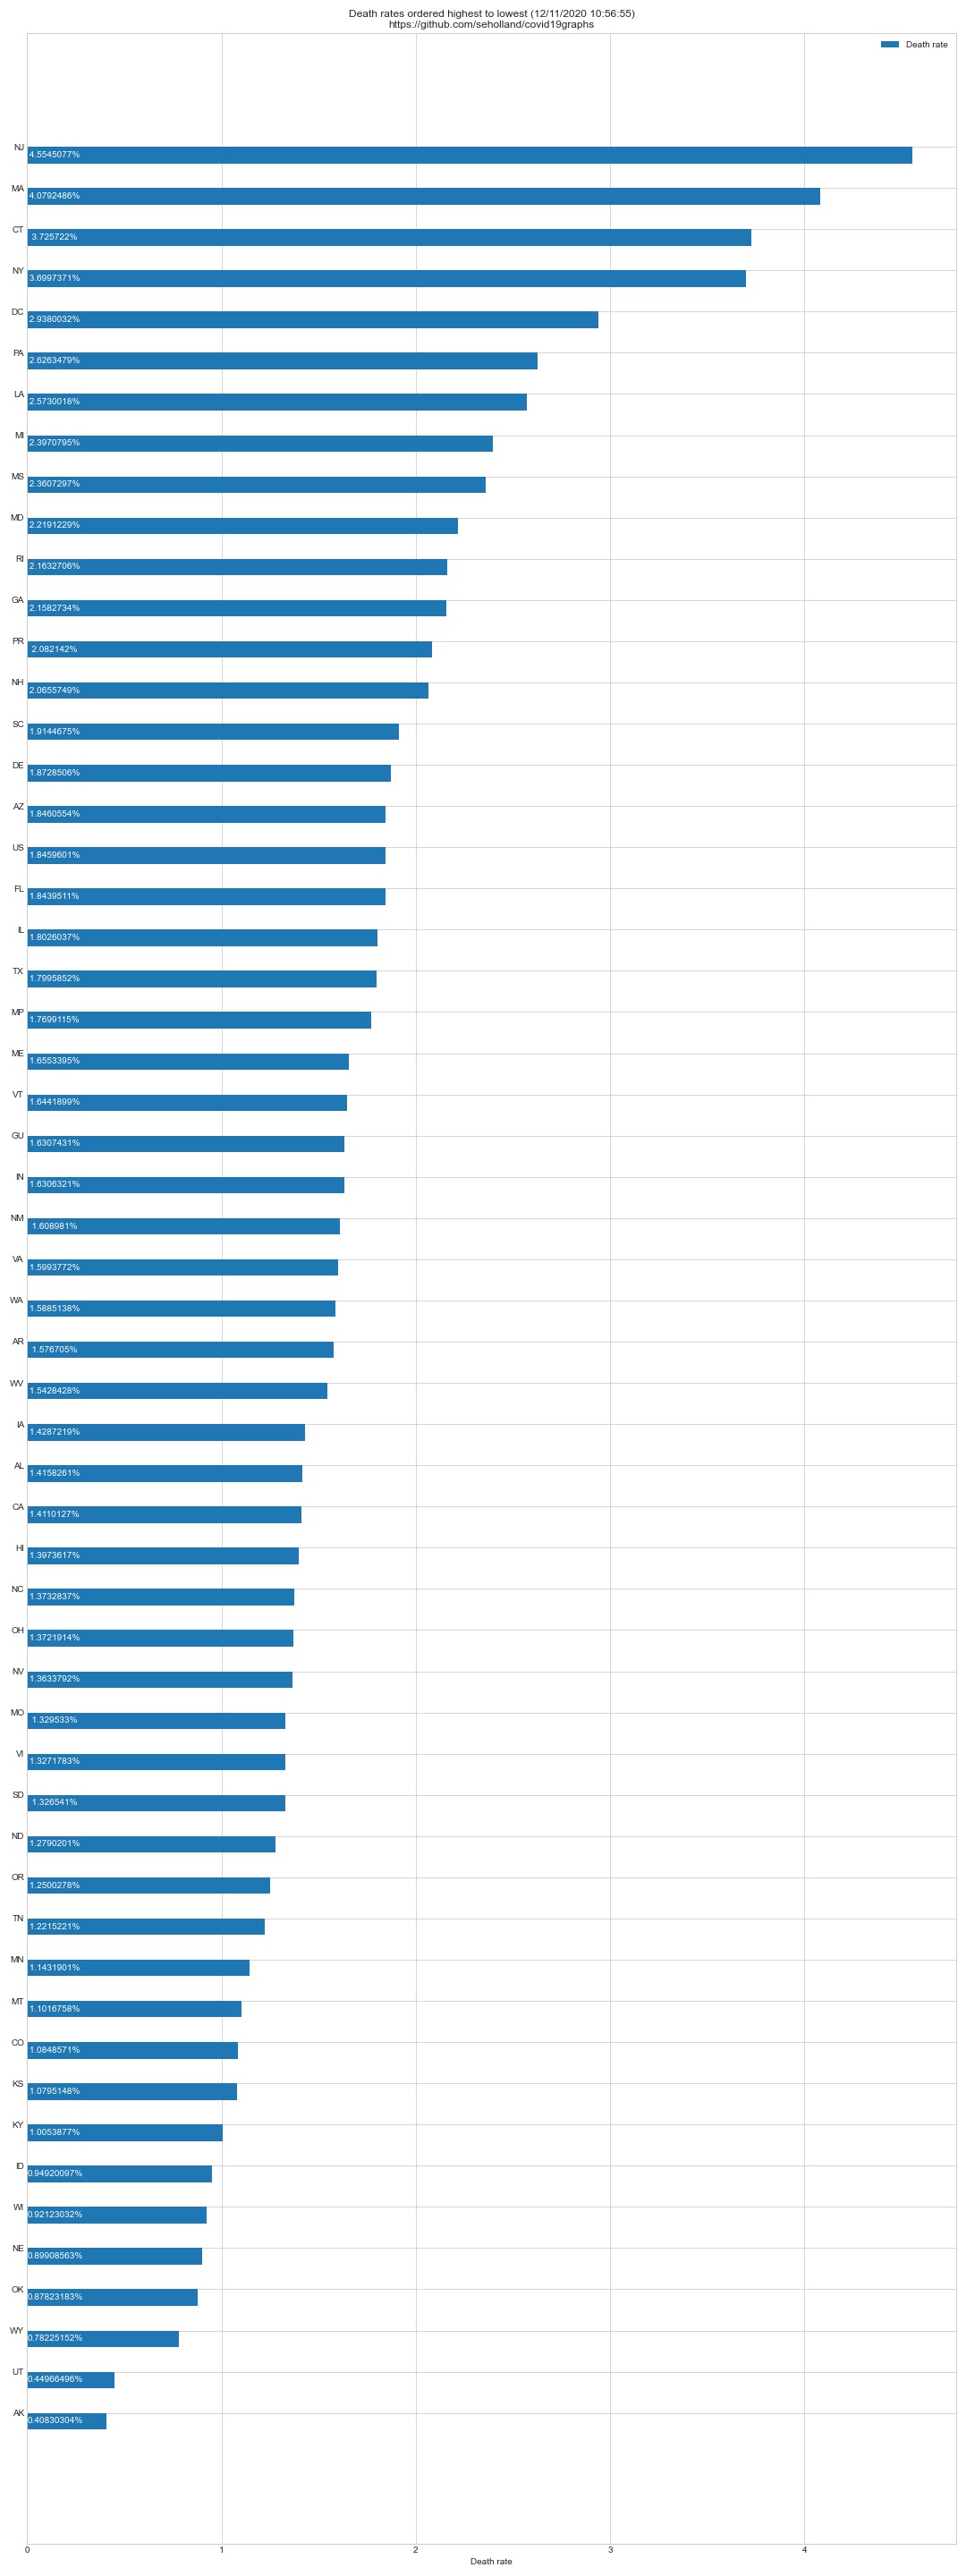 Death rates ordered highest to lowest (12/11/2020 10:56:55)
https://github.com/seholland/covid19graphs
Death rate
NJ 4.5545077%
MA 4.0792486%
CT 3.725722%
NY 3.6997371%
DC 2.9380032%
PA 2.6263479%
LA 2.5730018%
MI 2.3970795%
MS 2.3607297%
MD 2.2191229%
RI 2.1632706%
GA 2.1582734%
PR 2.082142%
NH 2.0655749%
SC 1.9144675%
DE 1.8728506%
AZ 1.8460554%
US 1.8459601%
FL 1.8439511%
IL 1.8026037%
TX 1.7995852%
MP 1.7699115%
ME 1.6553395%
VT 1.6441899%
GU 1.6307431%
IN 1.6306321%
NM 1.608981%
VA 1.5993772%
WA 1.5885138%
AR 1.576705%
WV 1.5428428%
IA 1.4287219%
AL 1.4158261%
CA 1.4110127%
HI 1.3973617%
NC 1.3732837%
OH 1.3721914%
NV 1.3633792%
MO 1.329533%
VI 1.3271783%
SD 1.326541%
ND 1.2790201%
OR 1.2500278%
TN 1.2215221%
MN 1.1431901%
MT 1.1016758%
CO 1.0848571%
KS 1.0795148%
KY 1.0053877%
ID 0.94920097%
WI 0.92123032%
NE 0.89908563%
OK 0.87823183%
WY 0.78225152%
UT 0.44966496%
AK 0.40830304%
0 1 2 3 4
Death rate